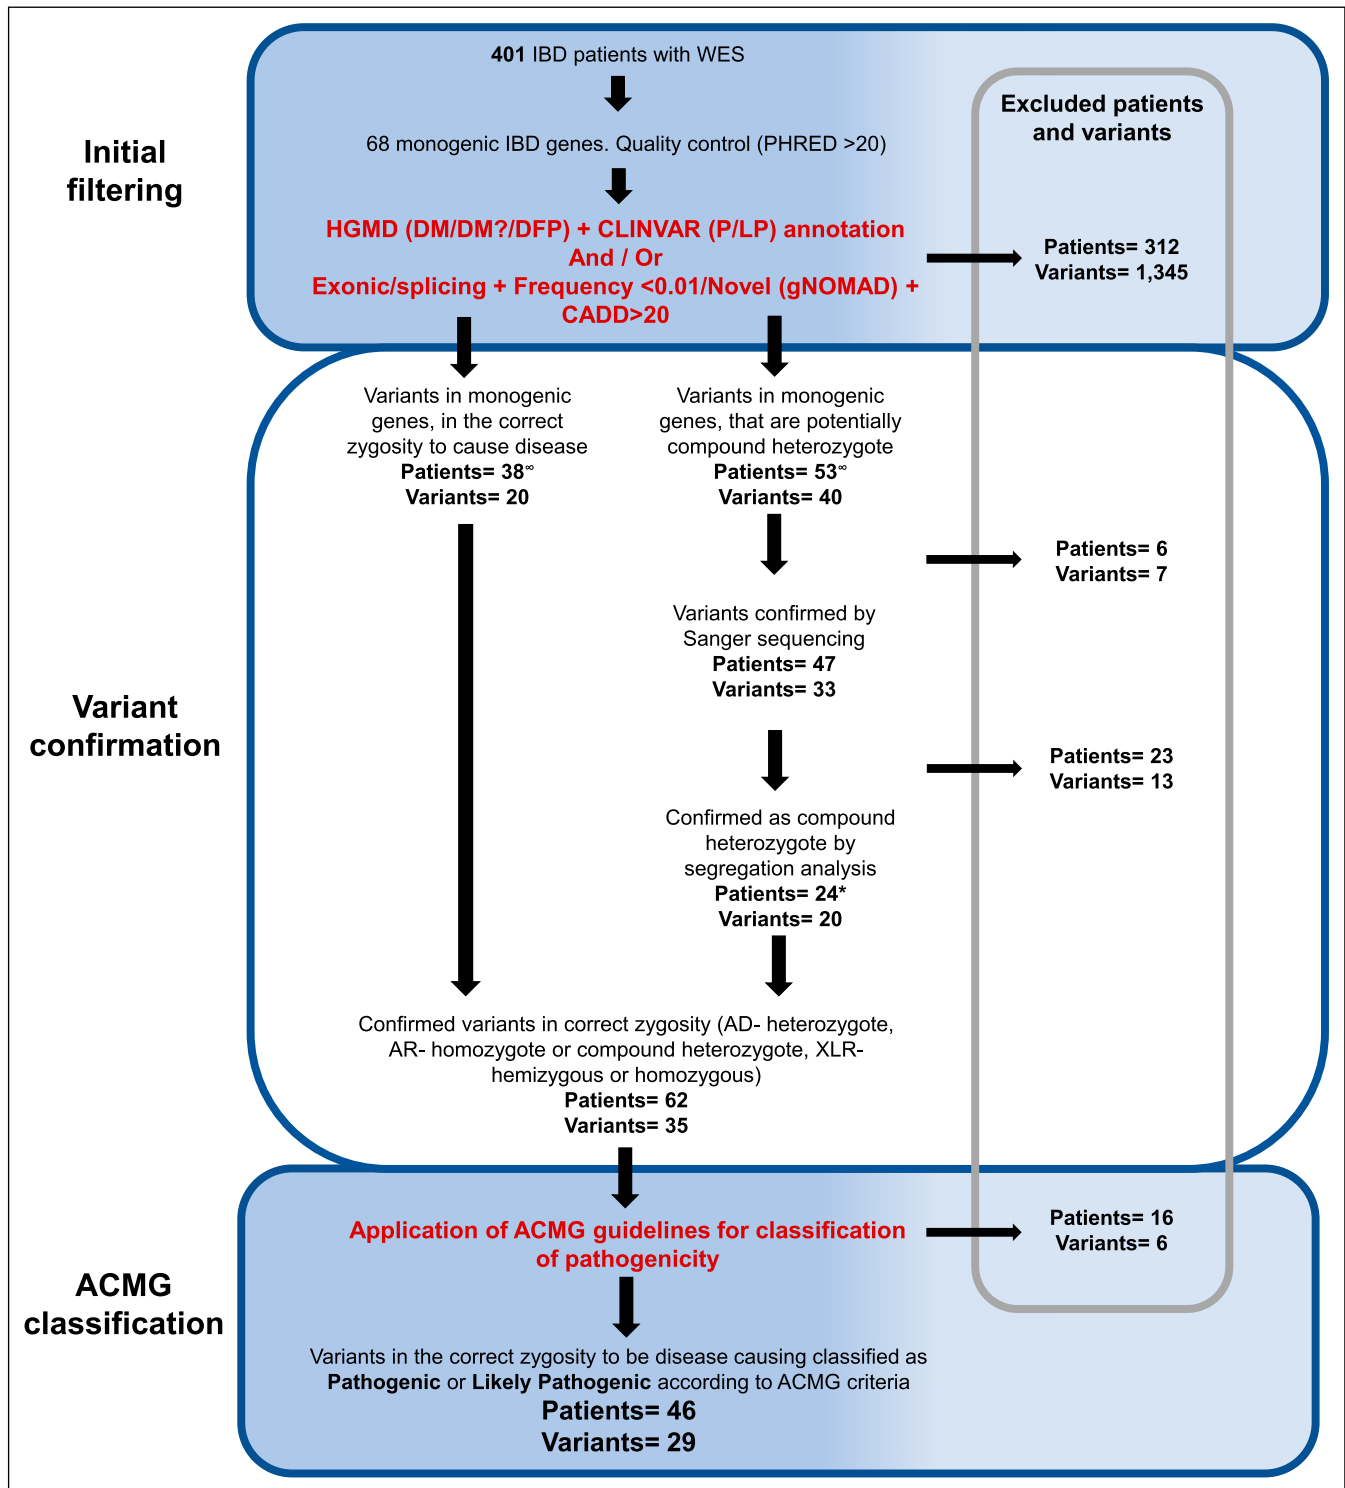 Initial
filtering
401 IBD patients with WES
68 monogenic IBD genes. Quality control (PHRED >20)
HGMD (DM/DM?/DFP) + CLINVAR (P/LP) annotation
And / Or
Exonic/splicing + Frequency <0.01/Novel (gNOMAD) +
CADD>20
Excluded patients
and variants
Patients= 312
Variants= 1,345
Variant
confirmation
Variants in monogenic
genes, in the correct
zygosity to cause disease
Patients= 38∞
Variants= 20
Variants in monogenic
genes, that are potentially
compound heterozygote
Patients= 53∞
Variants= 40
Patients= 6
Variants= 7
Variants confirmed by
Sanger sequencing
Patients= 47
Variants= 33
Patients= 23
Variants= 13
Confirmed as compound
heterozygote by
segregation analysis
Patients= 24*
Variants= 20
Confirmed variants in correct zygosity (AD- heterozygote,
AR- homozygote or compound heterozygote, XLR-
hemizygous or homozygous)
Patients= 62
Variants= 35
ACMG
classification
Application of ACMG guidelines for classification
of pathogenicity
Patients= 16
Variants= 6
Variants in the correct zygosity to be disease causing classified as
Pathogenic or Likely Pathogenic according to ACMG criteria
Patients= 46
Variants= 29